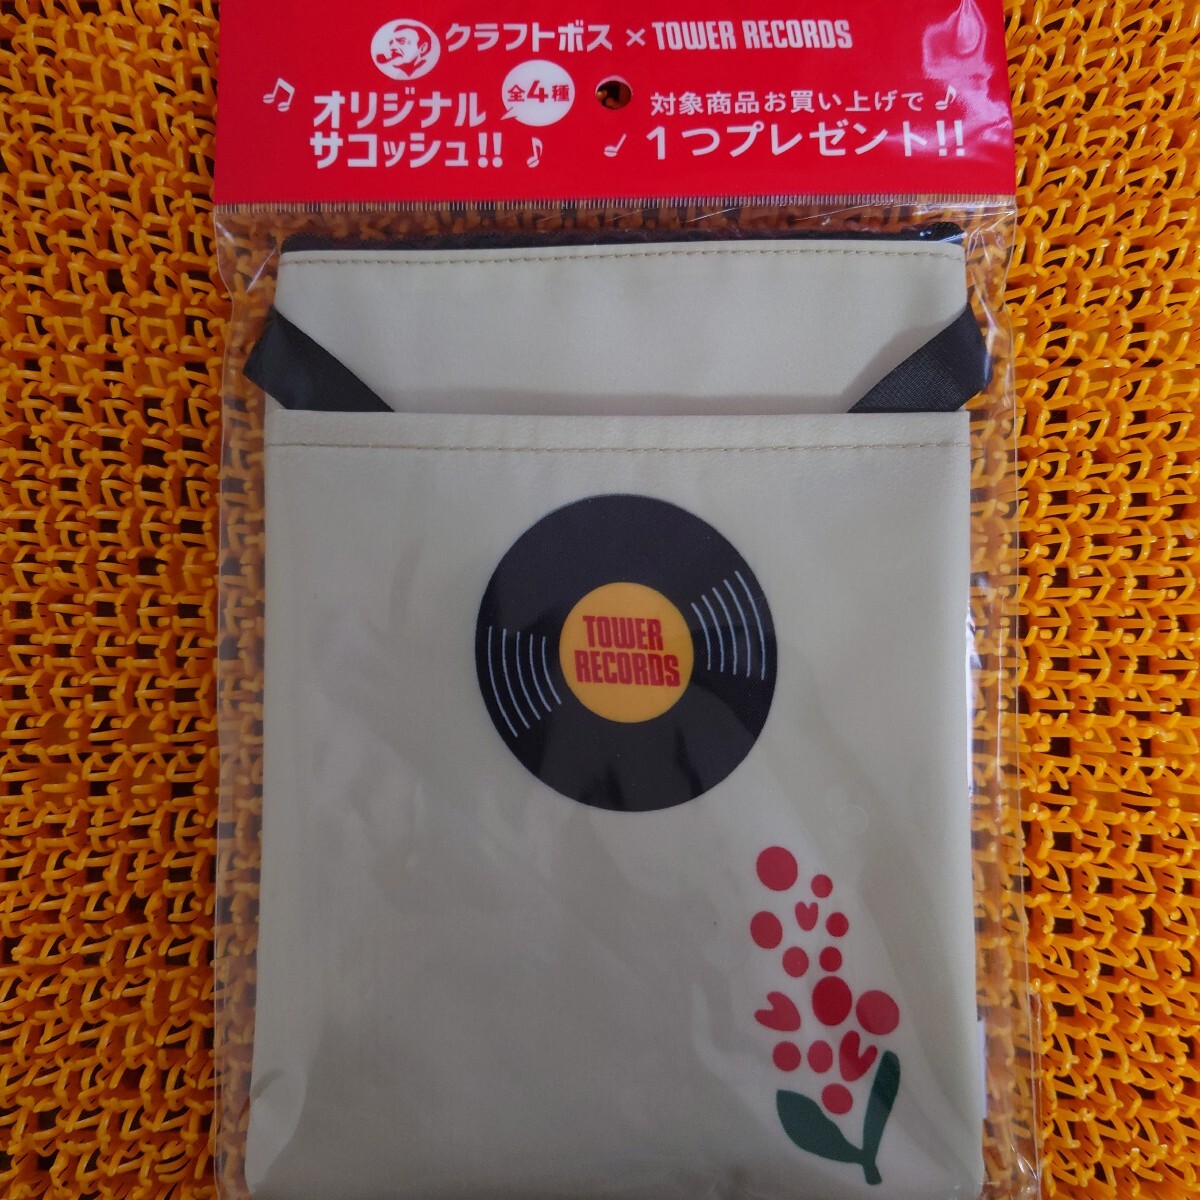 クラフトボス × TOWER RECORDS
オリジナル
サコッシュ!!
全4種
対象商品お買い上げで
1つプレゼント!!
TOWER
RECORDS